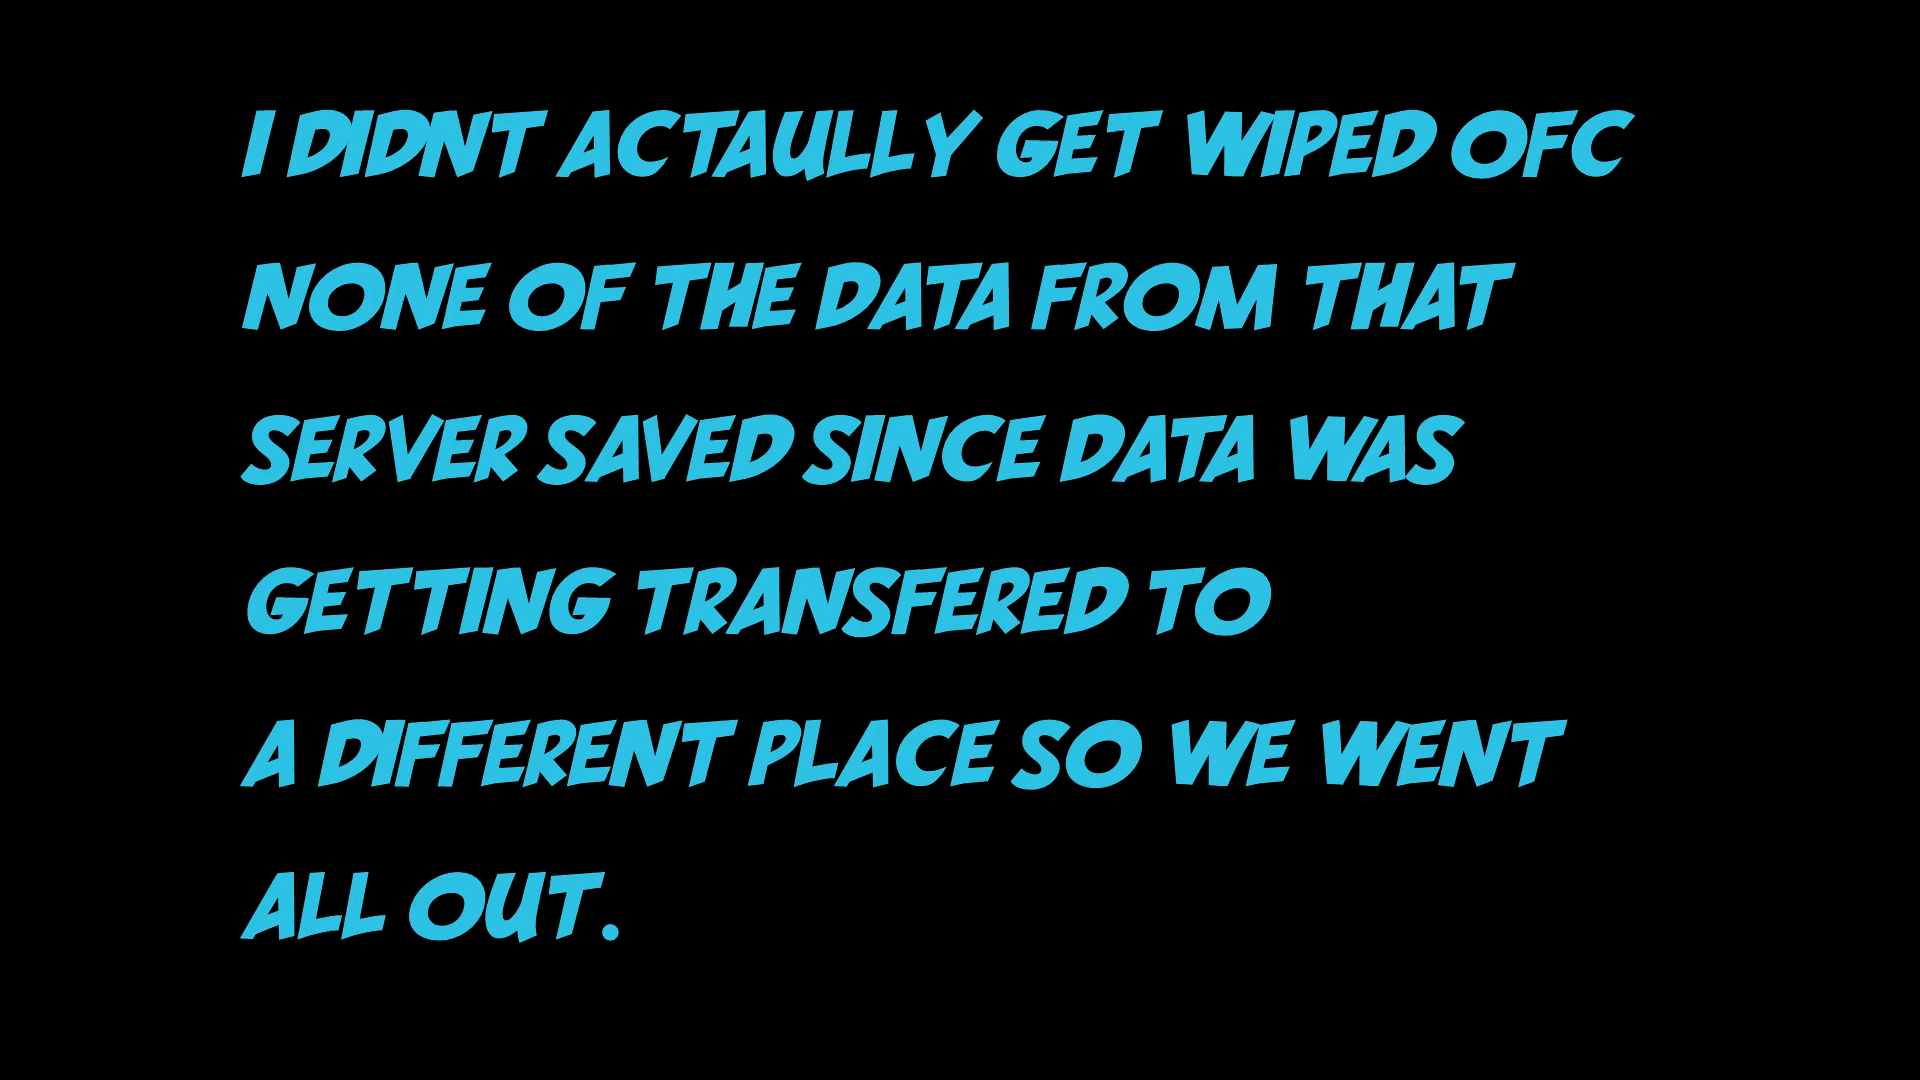 I DIDNT ACTAULLY GET WIPED OFC
NONE OF THE DATA FROM THAT
SERVER SAVED SINCE DATA WAS
GETTING TRANSFERED TO
A DIFFERENT PLACE SO WE WENT
ALL OUT.